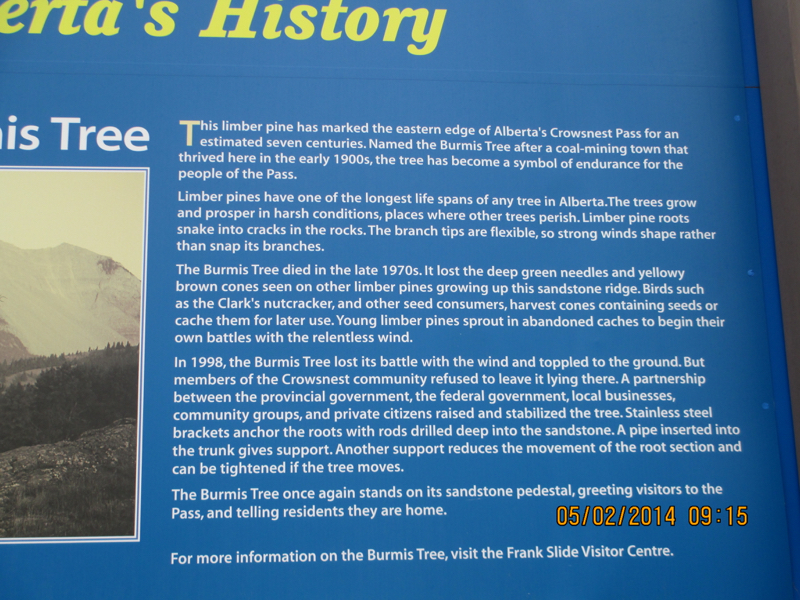 erta's History
is Tree
This limber pine has marked the eastern edge of Alberta's Crowsnest Pass for an
estimated seven centuries. Named the Burmis Tree after a coal-mining town that
thrived here in the early 1900s, the tree has become a symbol of endurance for the
people of the Pass.
Limber pines have one of the longest life spans of any tree in Alberta.The trees grow
and prosper in harsh conditions, places where other trees perish. Limber pine roots
snake into cracks in the rocks. The branch tips are flexible, so strong winds shape rather
than snap its branches.
The Burmis Tree died in the late 1970s. It lost the deep green needles and yellowy
brown cones seen on other limber pines growing up this sandstone ridge. Birds such
as the Clark's nutcracker, and other seed consumers, harvest cones containing seeds or
cache them for later use. Young limber pines sprout in abandoned caches to begin their
own battles with the relentless wind.
In 1998, the Burmis Tree lost its battle with the wind and toppled to the ground. But
members of the Crowsnest community refused to leave it lying there. A partnership
between the provincial government, the federal government, local businesses,
community groups, and private citizens raised and stabilized the tree. Stainless steel
brackets anchor the roots with rods drilled deep into the sandstone. A pipe inserted into
the trunk gives support. Another support reduces the movement of the root section and
can be tightened if the tree moves.
The Burmis Tree once again stands on its sandstone pedestal, greeting visitors to the
Pass, and telling residents they are home.
05/02/2014 09:15
For more information on the Burmis Tree, visit the Frank Slide Visitor Centre.